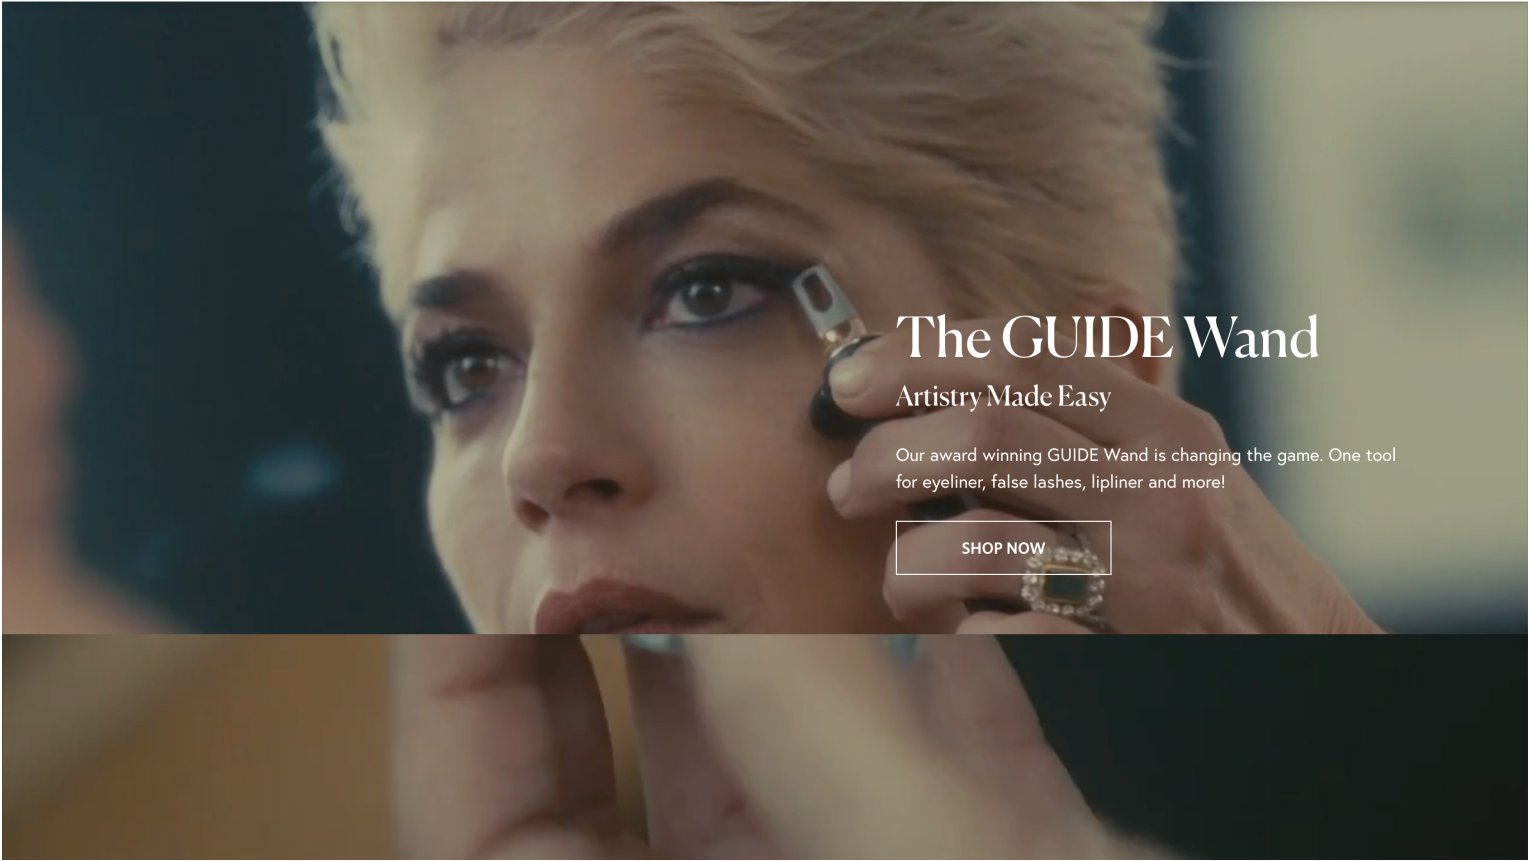 The GUIDE Wand
Artistry Made Easy
Our award winning GUIDE Wand is changing the game. One tool
for eyeliner, false lashes, lipliner and more!
SHOP NOW